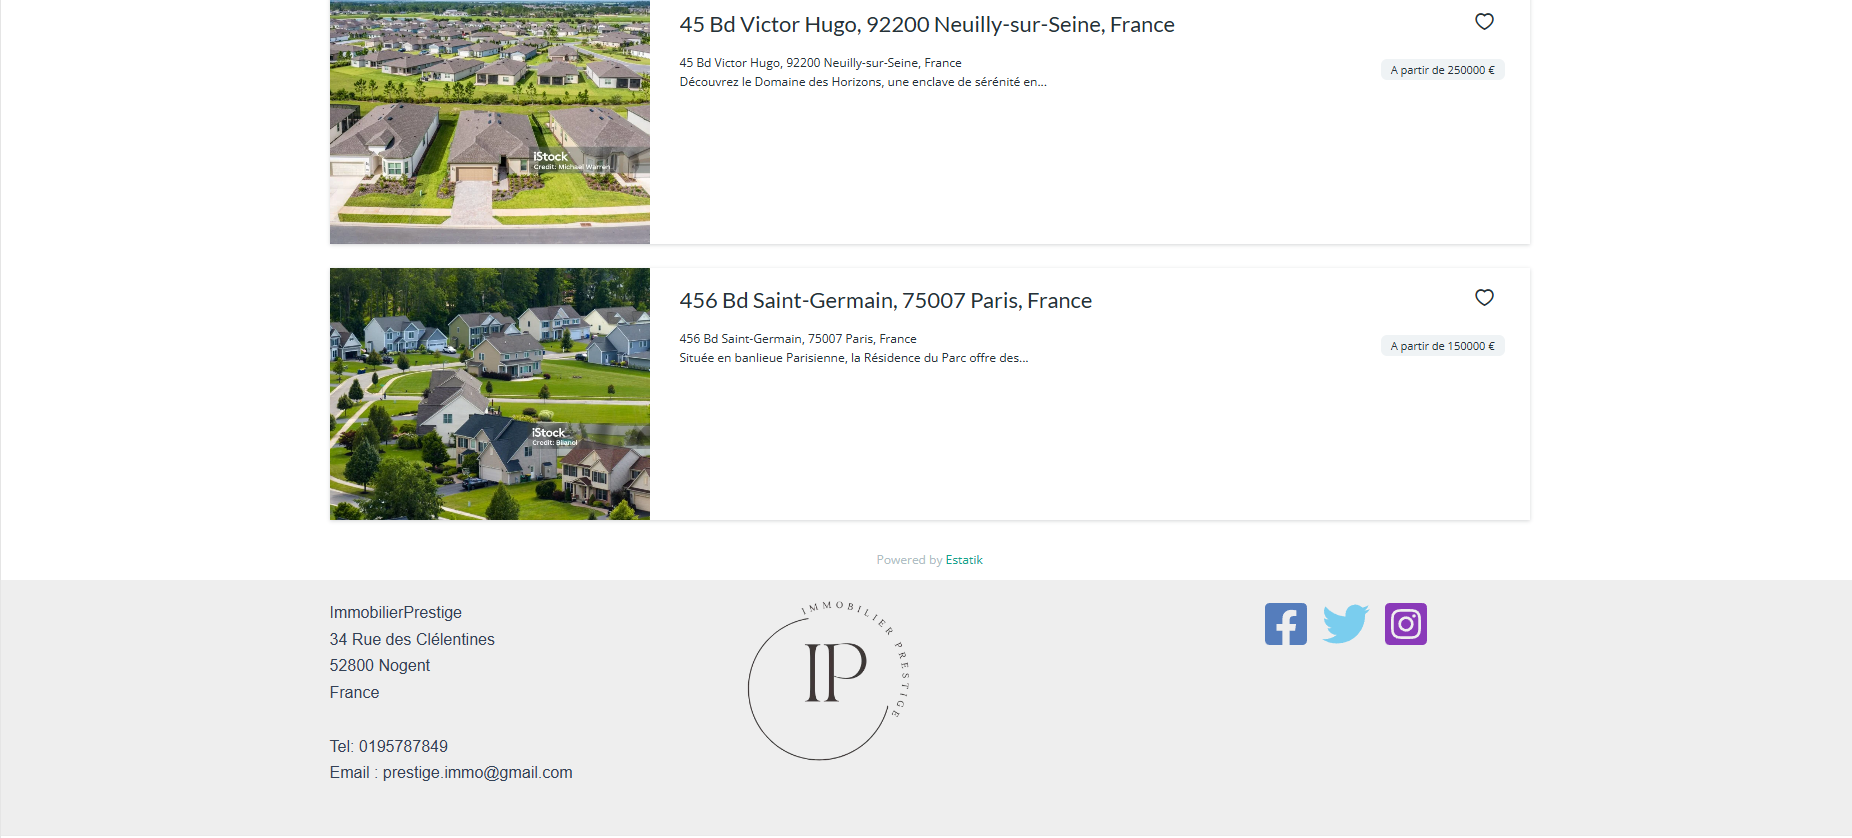 45 Bd Victor Hugo, 92200 Neuilly-sur-Seine, France
45 Bd Victor Hugo, 92200 Neuilly-sur-Seine, France
A partir de 250000 €
Découvrez le Domaine des Horizons, une enclave de sérénité en...
iStock
Credit: Michael Warren
456 Bd Saint-Germain, 75007 Paris, France
456 Bd Saint-Germain, 75007 Paris, France
A partir de 150000 €
Située en banlieue Parisienne, la Résidence du Parc offre des...
iStock
Credit: Bilanol
Powered by Estatik
ImmobilierPrestige
34 Rue des Clélentines
52800 Nogent
France
Tel: 0195787849
Email : prestige.immo@gmail.com
IMMOBILIER PRESTIGE
IP